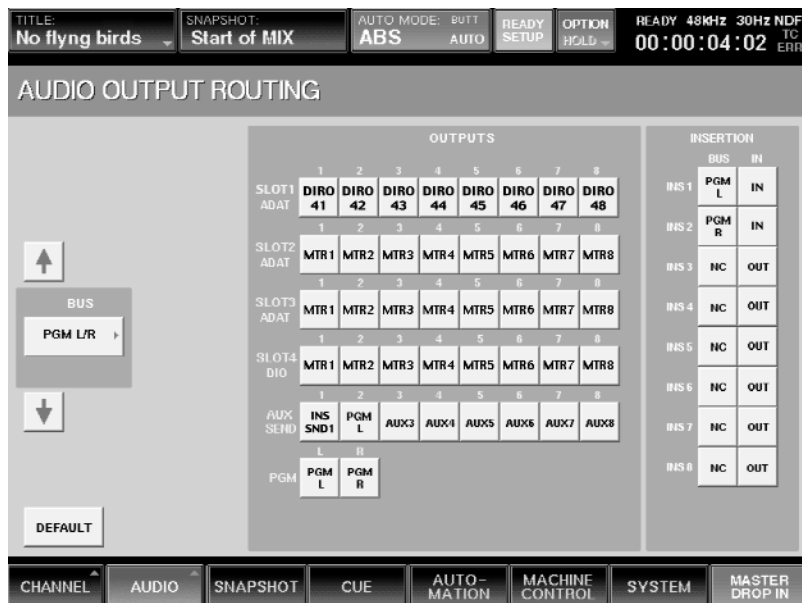 TITLE: SNAPSHOT: AUTO MODE: BUTT READY OPTION READY 48kHz 30Hz NDF
No flyng birds Start of MIX ABS AUTO SETUP HOLD 00:00:04:02 TC ERR
AUDIO OUTPUT ROUTING
OUTPUTS
1 2 3 4 5 6 7 8
SLOT1 ADAT DIRO 41 DIRO 42 DIRO 43 DIRO 44 DIRO 45 DIRO 46 DIRO 47 DIRO 48
1 2 3 4 5 6 7 8
SLOT2 ADAT MTR1 MTR2 MTR3 MTR4 MTR5 MTR6 MTR7 MTR8
1 2 3 4 5 6 7 8
SLOT3 ADAT MTR1 MTR2 MTR3 MTR4 MTR5 MTR6 MTR7 MTR8
1 2 3 4 5 6 7 8
SLOT4 DIO MTR1 MTR2 MTR3 MTR4 MTR5 MTR6 MTR7 MTR8
1 2 3 4 5 6 7 8
AUX SEND INS SND1 PGM L AUX3 AUX4 AUX5 AUX6 AUX7 AUX8
L R
PGM PGM L PGM R
INSERTION
BUS IN
INS 1 PGM L IN
INS 2 PGM R IN
INS 3 NC OUT
INS 4 NC OUT
INS 5 NC OUT
INS 6 NC OUT
INS 7 NC OUT
INS 8 NC OUT
BUS
PGM L/R
DEFAULT
CHANNEL AUDIO SNAPSHOT CUE AUTO-MATION MACHINE CONTROL SYSTEM MASTER DROP IN